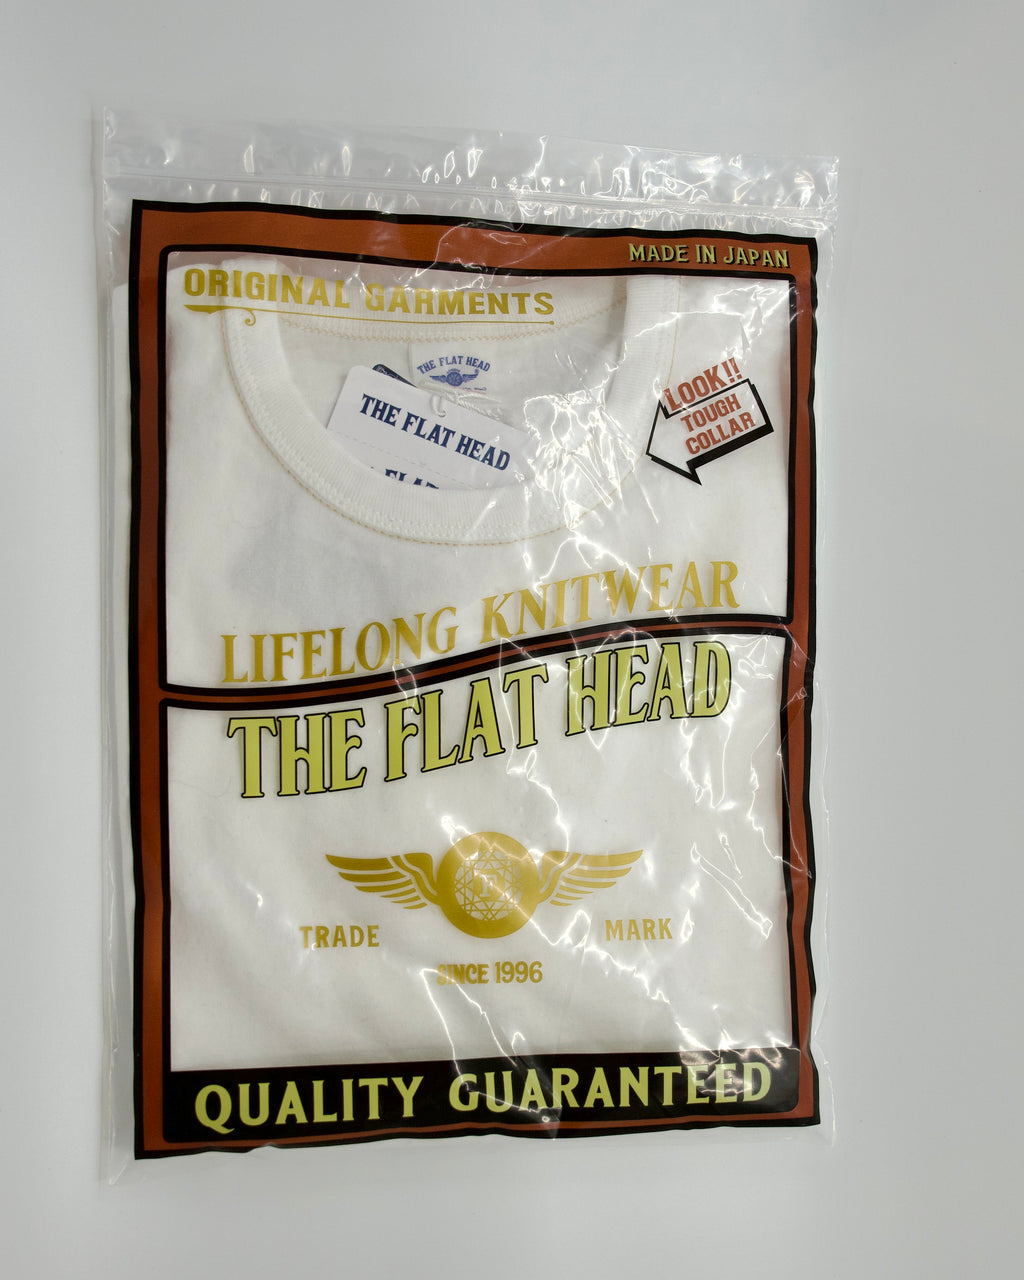 MADE IN JAPAN
ORIGINAL GARMENTS
THE FLAT HEAD
THE FLAT HEAD
LOOK!!
TOUGH
COLLAR
LIFELONG KNITWEAR
THE FLAT HEAD
F
TRADE MARK
SINCE 1996
QUALITY GUARANTEED